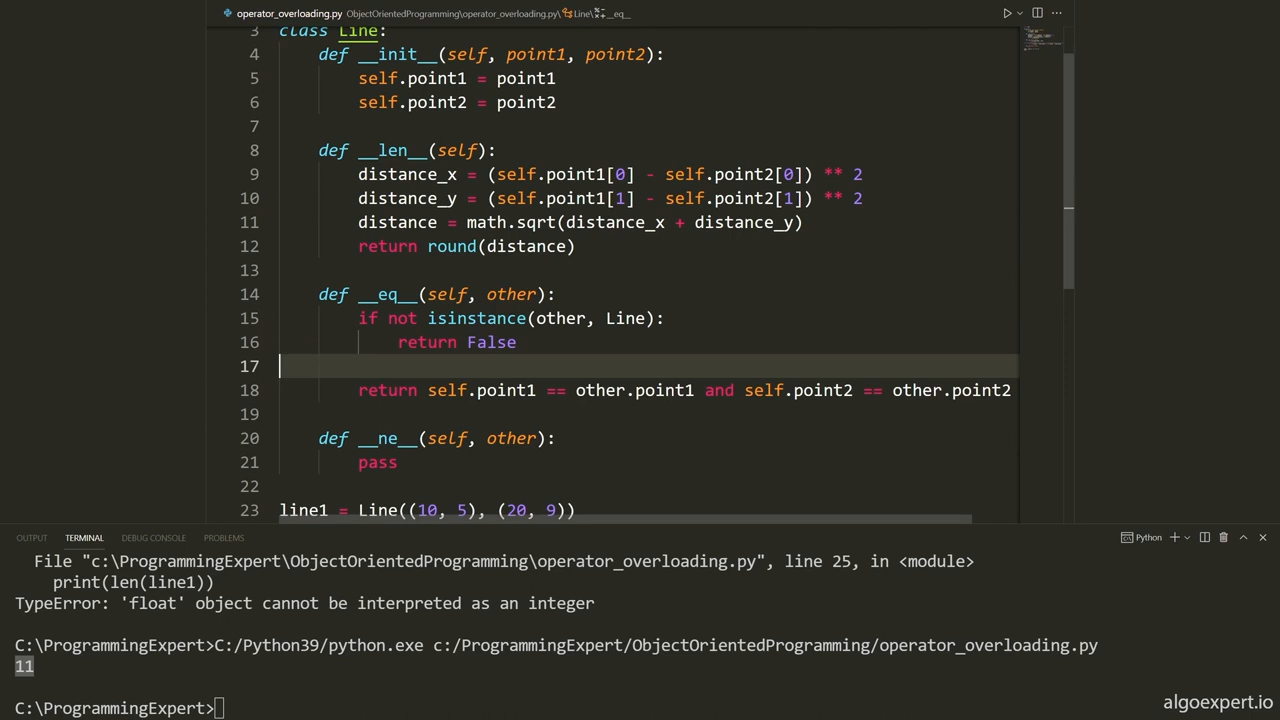 operator_overloading.py ObjectOrientedProgramming\operator_overloading.py\Line\__eq__
3 class Line:
4 def __init__(self, point1, point2):
5 self.point1 = point1
6 self.point2 = point2
7
8 def __len__(self):
9 distance_x = (self.point1[0] - self.point2[0]) ** 2
10 distance_y = (self.point1[1] - self.point2[1]) ** 2
11 distance = math.sqrt(distance_x + distance_y)
12 return round(distance)
13
14 def __eq__(self, other):
15 if not isinstance(other, Line):
16 return False
17
18 return self.point1 == other.point1 and self.point2 == other.point2
19
20 def __ne__(self, other):
21 pass
22
23 line1 = Line((10, 5), (20, 9))
OUTPUT TERMINAL DEBUG CONSOLE PROBLEMS Python
File "c:\ProgrammingExpert\ObjectOrientedProgramming\operator_overloading.py", line 25, in <module>
print(len(line1))
TypeError: 'float' object cannot be interpreted as an integer
C:\ProgrammingExpert>C:/Python39/python.exe c:/ProgrammingExpert/ObjectOrientedProgramming/operator_overloading.py
11
C:\ProgrammingExpert>
algoexpert.io